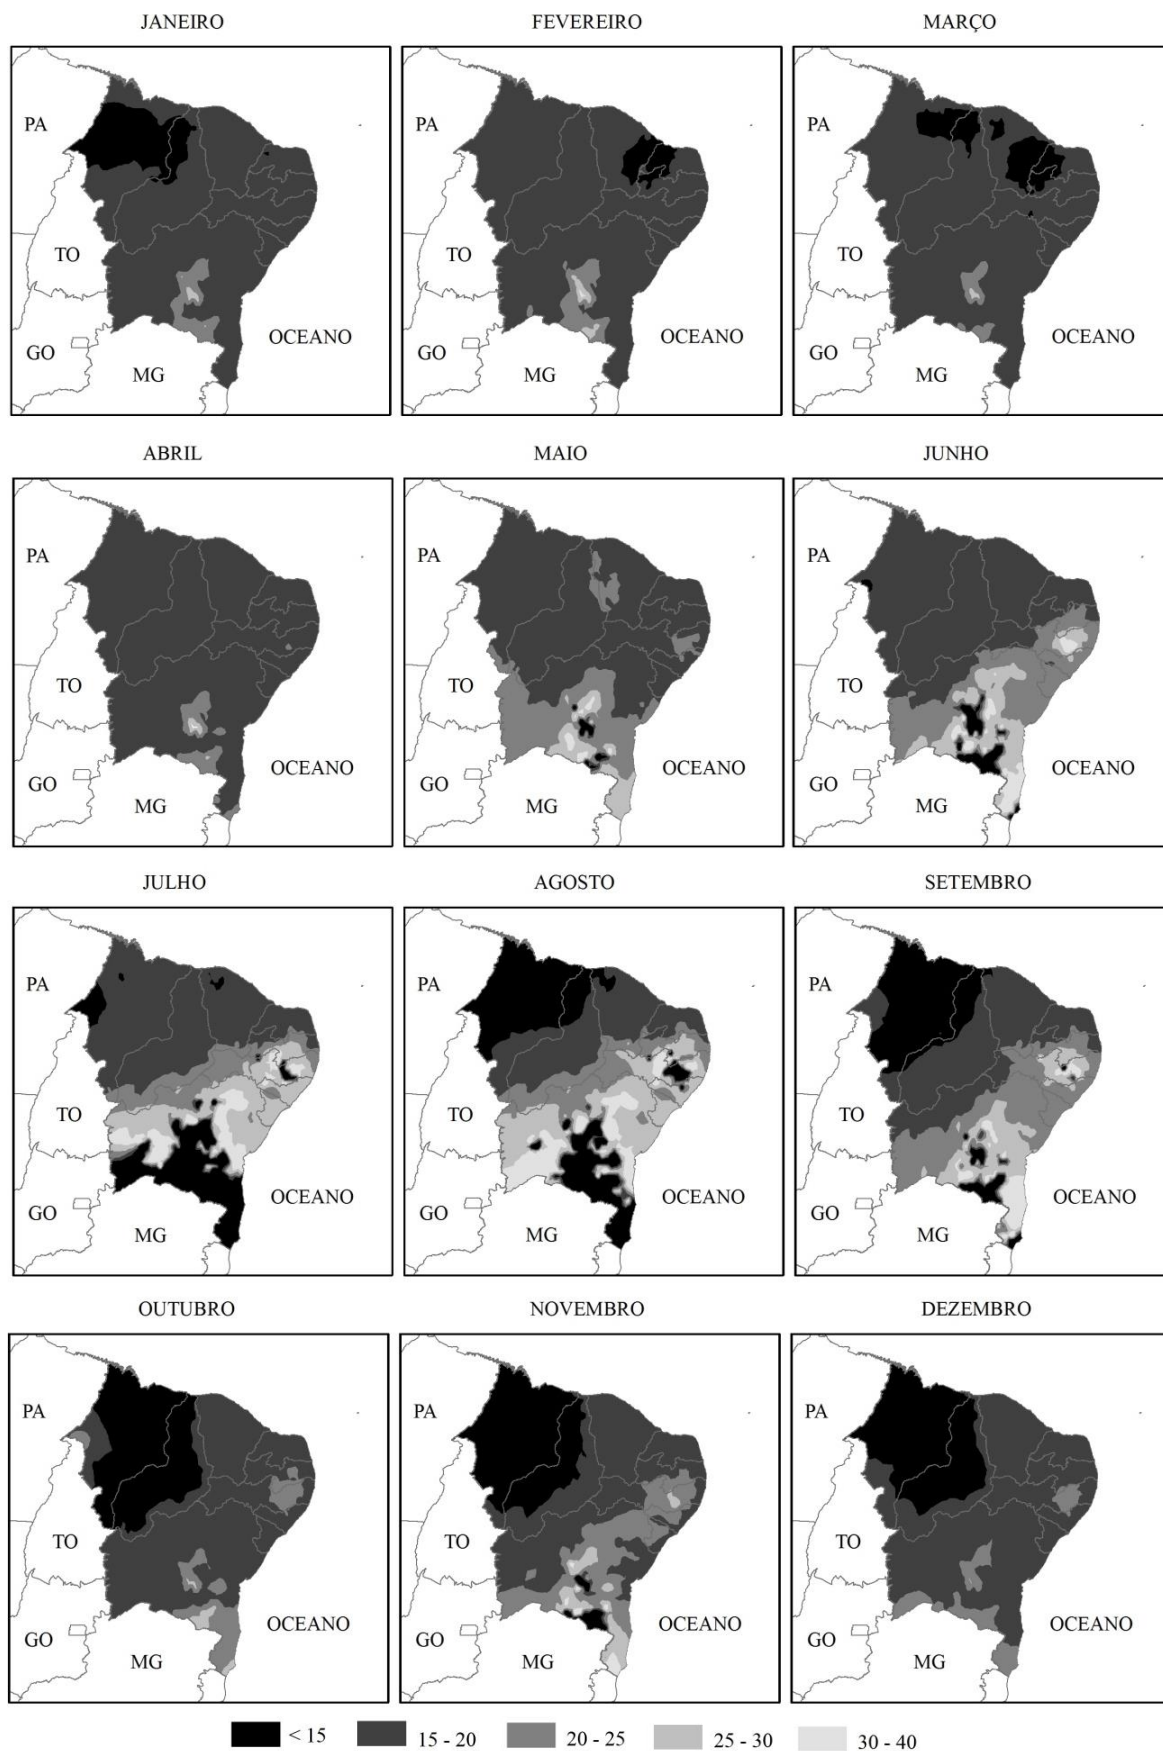 JANEIRO
FEVEREIRO
MARÇO
PA
TO
GO
MG
OCEANO
PA
TO
GO
MG
OCEANO
PA
TO
GO
MG
OCEANO
ABRIL
MAIO
JUNHO
PA
TO
GO
MG
OCEANO
PA
TO
GO
MG
OCEANO
PA
TO
GO
MG
OCEANO
JULHO
AGOSTO
SETEMBRO
PA
TO
GO
MG
OCEANO
PA
TO
GO
MG
OCEANO
PA
TO
GO
MG
OCEANO
OUTUBRO
NOVEMBRO
DEZEMBRO
PA
TO
GO
MG
OCEANO
PA
TO
GO
MG
OCEANO
PA
TO
GO
MG
OCEANO
< 15
15 - 20
20 - 25
25 - 30
30 - 40